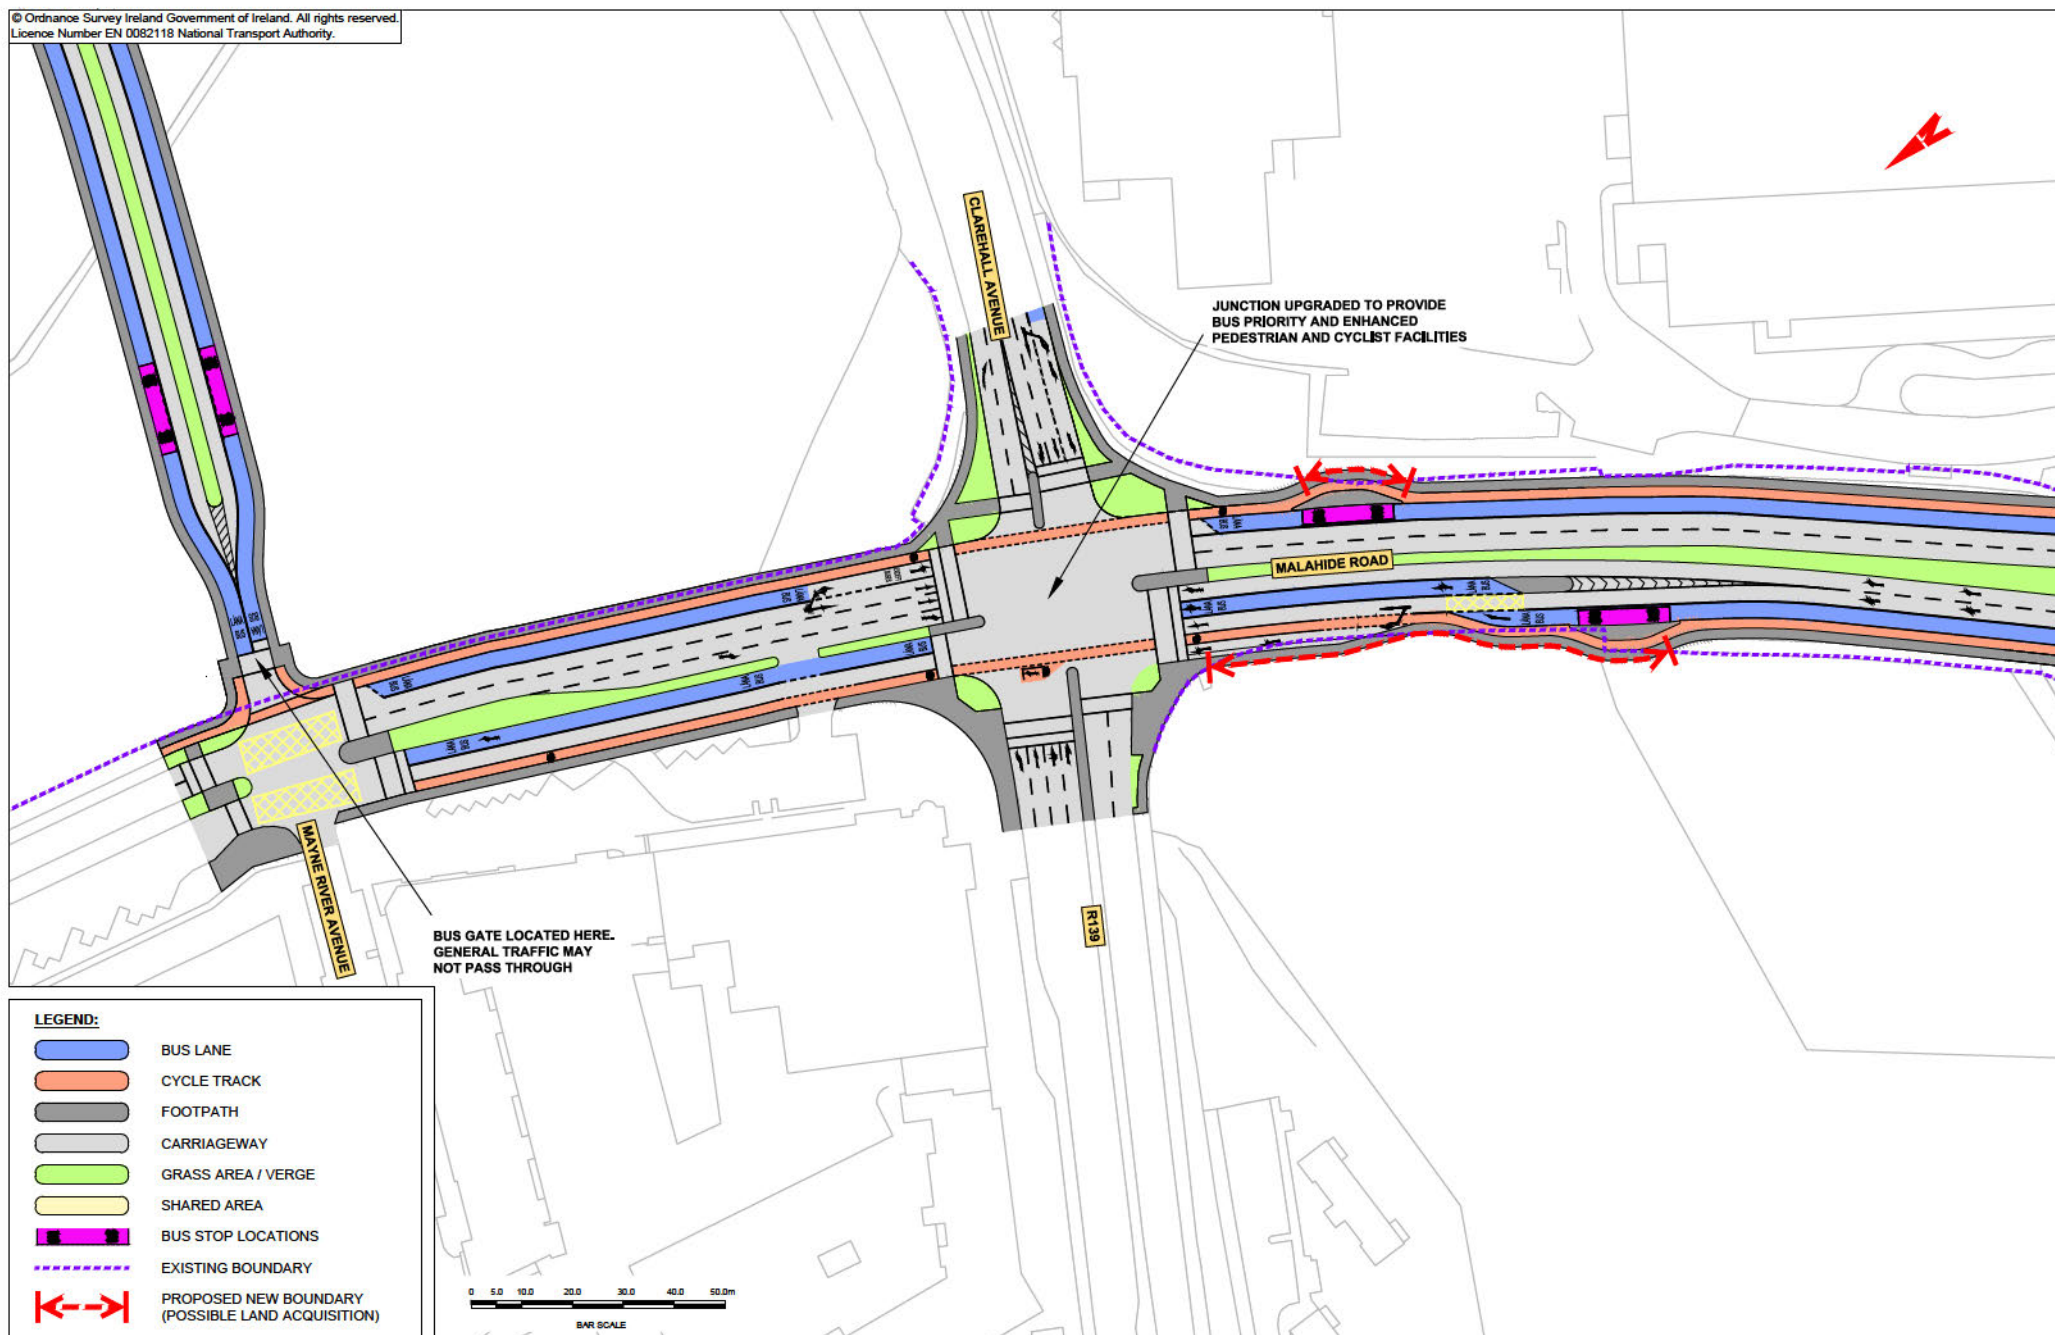 © Ordnance Survey Ireland Government of Ireland. All rights reserved.
Licence Number EN 0082118 National Transport Authority.
CLAREHALL AVENUE
JUNCTION UPGRADED TO PROVIDE
BUS PRIORITY AND ENHANCED
PEDESTRIAN AND CYCLIST FACILITIES
MALAHIDE ROAD
MAYNE RIVER AVENUE
R139
BUS GATE LOCATED HERE.
GENERAL TRAFFIC MAY
NOT PASS THROUGH
LEGEND:
BUS LANE
CYCLE TRACK
FOOTPATH
CARRIAGEWAY
GRASS AREA / VERGE
SHARED AREA
BUS STOP LOCATIONS
EXISTING BOUNDARY
PROPOSED NEW BOUNDARY
(POSSIBLE LAND ACQUISITION)
0 5.0 10.0 20.0 30.0 40.0 50.0m
BAR SCALE